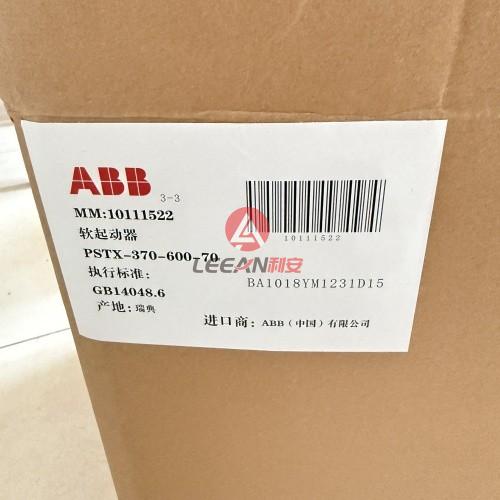 ABB
3-3
MM:10111522
软起动器
PSTX-370-600-70
执行标准:
GB14048.6
产地: 瑞典
10111522
BA1018YM1231D15
进口商: ABB(中国)有限公司
LEEAN利安